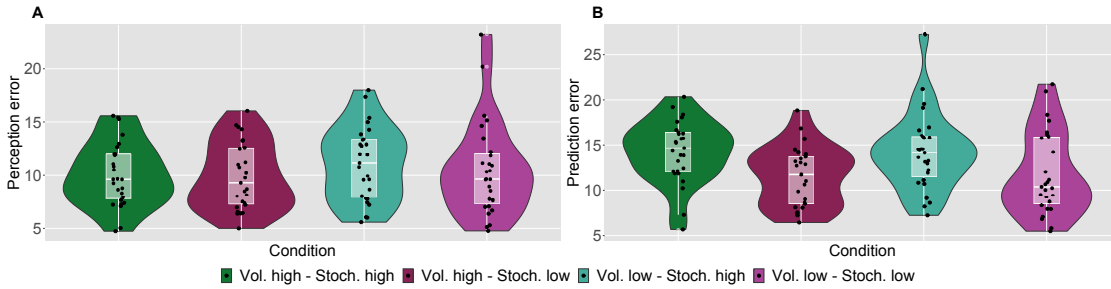 A
B
Perception error
20
15
10
5
Condition
Prediction error
25
20
15
10
5
Condition
Vol. high - Stoch. high
Vol. high - Stoch. low
Vol. low - Stoch. high
Vol. low - Stoch. low